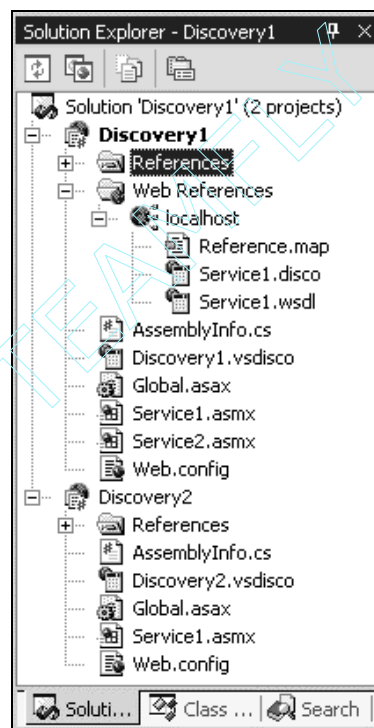 Solution Explorer - Discovery1
Solution 'Discovery1' (2 projects)
Discovery1
References
Web References
localhost
Reference.map
Service1.disco
Service1.wsdl
AssemblyInfo.cs
Discovery1.vsdisco
Global.asax
Service1.asmx
Service2.asmx
Web.config
Discovery2
References
AssemblyInfo.cs
Discovery2.vsdisco
Global.asax
Service1.asmx
Web.config
Soluti... Class ... Search
TEAMFLY